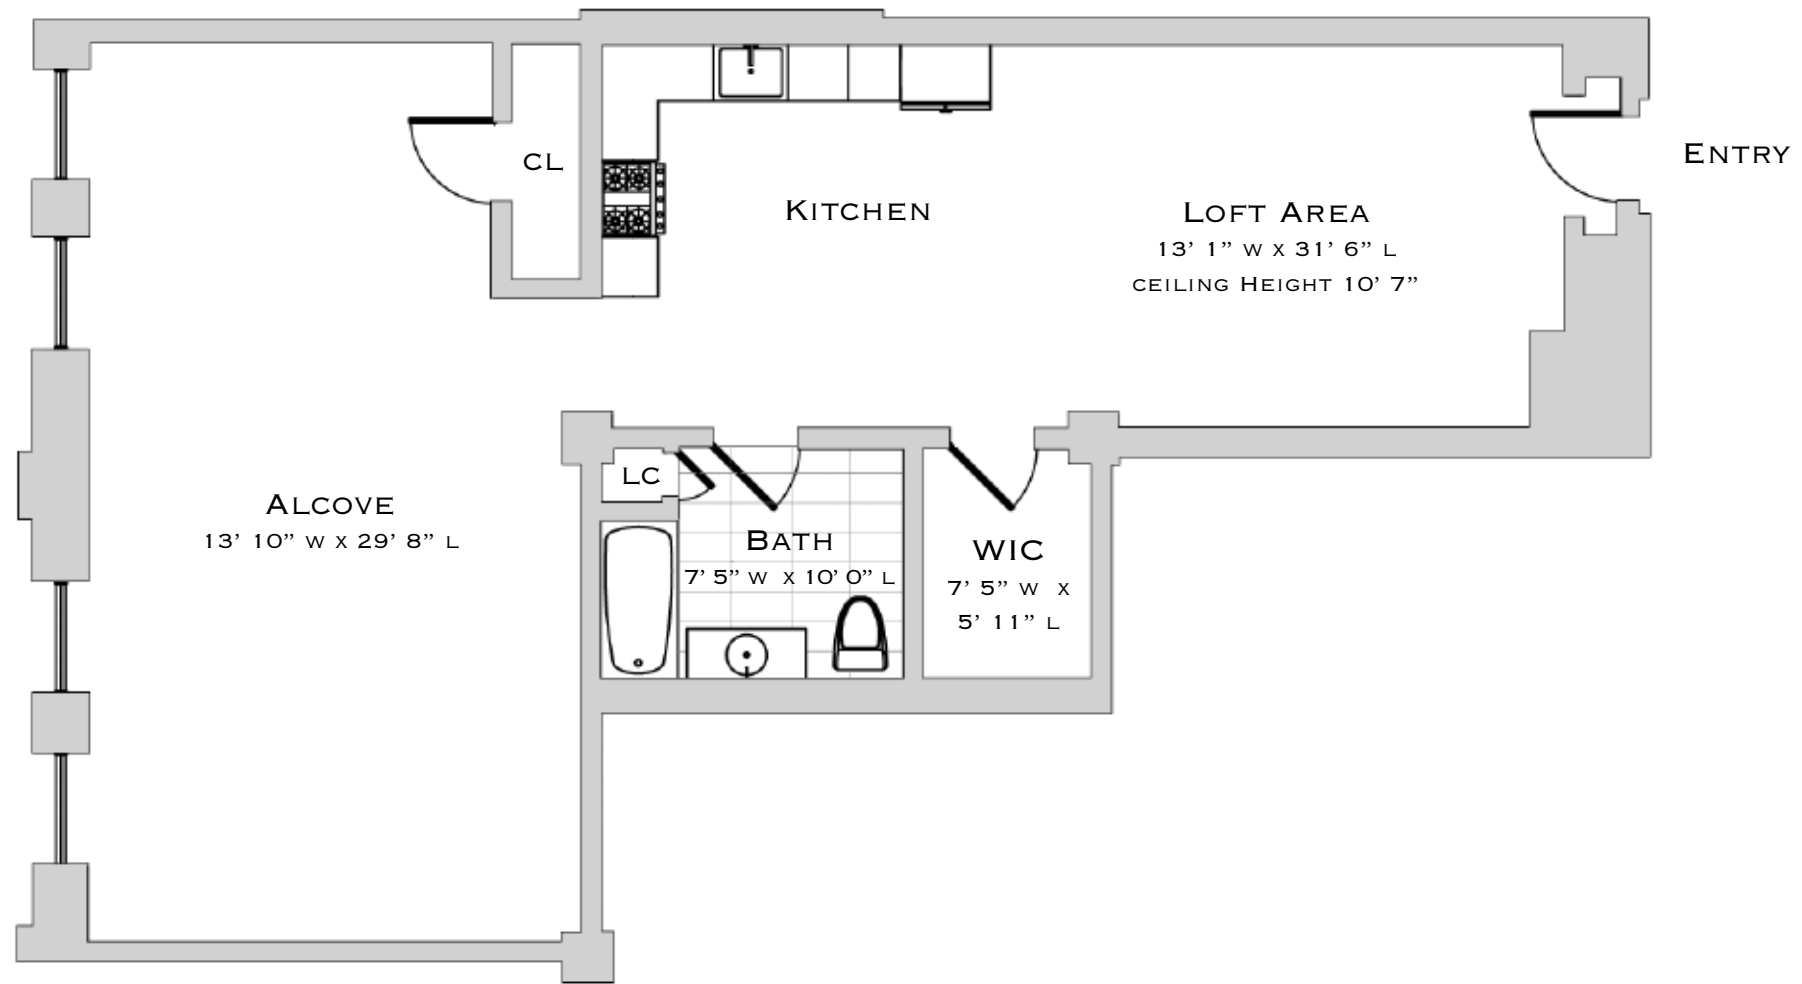 CL
Kitchen
Entry
Loft Area
13’ 1” w x 31’ 6” l
ceiling Height 10’ 7”
LC
Alcove
13’ 10” w x 29’ 8” l
Bath
7’ 5” w x 10’ 0” l
WIC
7’ 5” w x
5’ 11” l